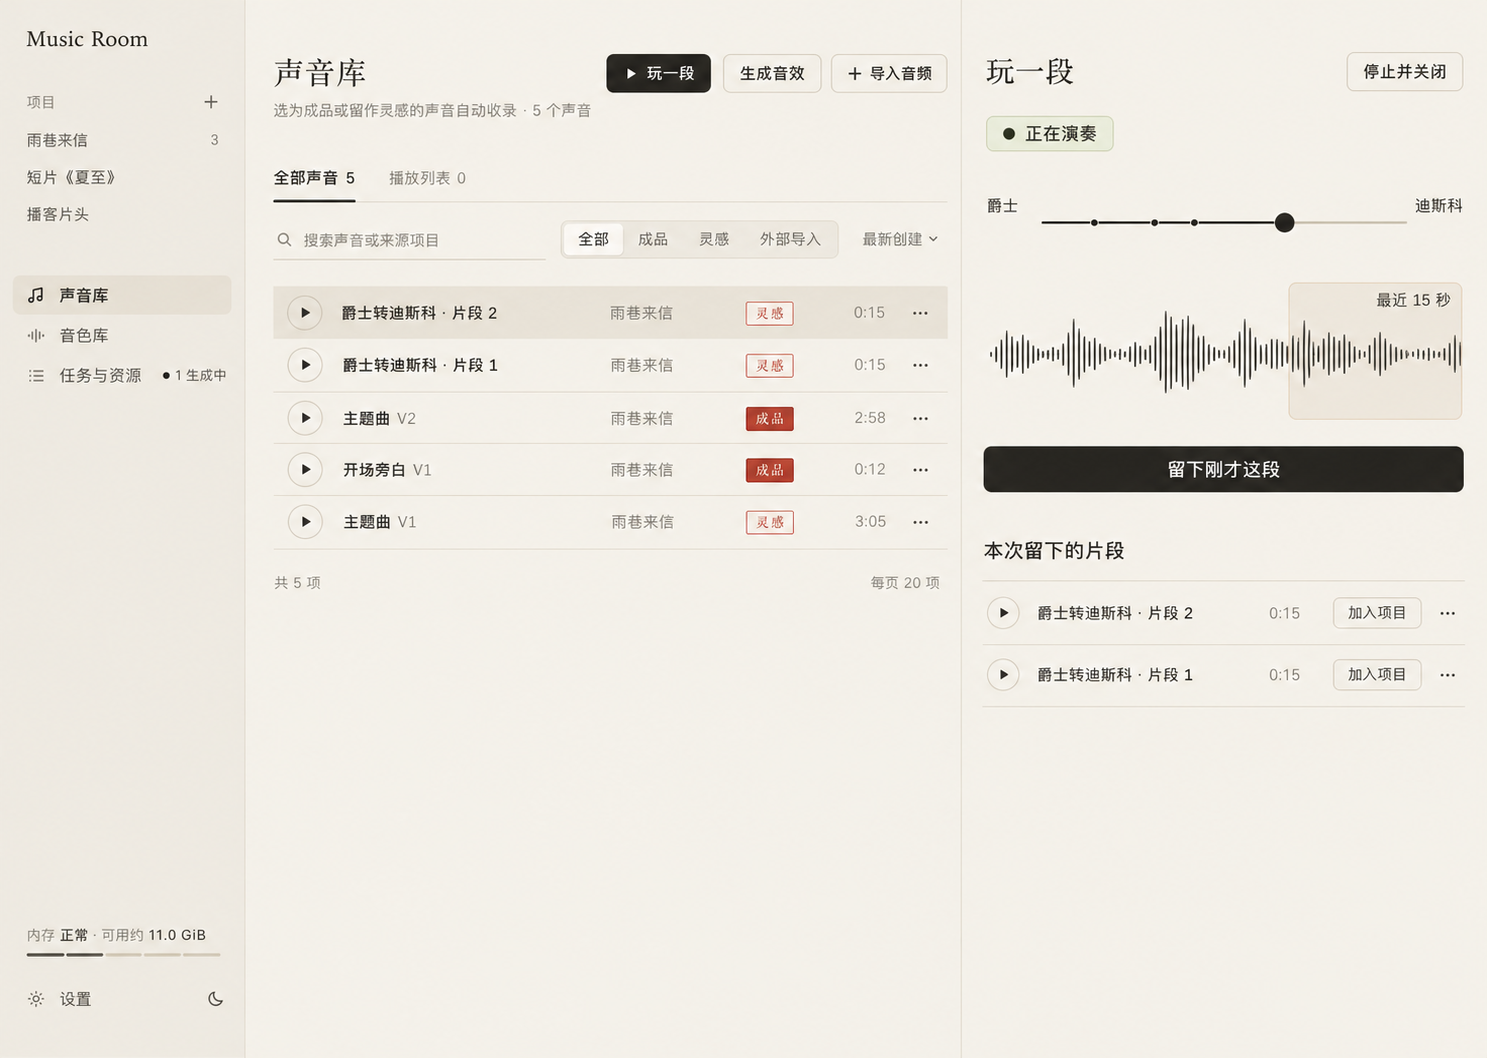 Music Room
项目
雨巷来信 3
短片《夏至》
播客片头
声音库
音色库
任务与资源 1 生成中
内存 正常 · 可用约 11.0 GiB
设置
声音库
玩一段
生成音效
导入音频
选为成品或留作灵感的声音自动收录 · 5 个声音
全部声音 5 播放列表 0
搜索声音或来源项目
全部 成品 灵感 外部导入
最新创建
爵士转迪斯科 · 片段 2 雨巷来信 灵感 0:15
爵士转迪斯科 · 片段 1 雨巷来信 灵感 0:15
主题曲 V2 雨巷来信 成品 2:58
开场旁白 V1 雨巷来信 成品 0:12
主题曲 V1 雨巷来信 灵感 3:05
共 5 项 每页 20 项
玩一段
停止并关闭
正在演奏
爵士 迪斯科
最近 15 秒
留下刚才这段
本次留下的片段
爵士转迪斯科 · 片段 2 0:15 加入项目
爵士转迪斯科 · 片段 1 0:15 加入项目